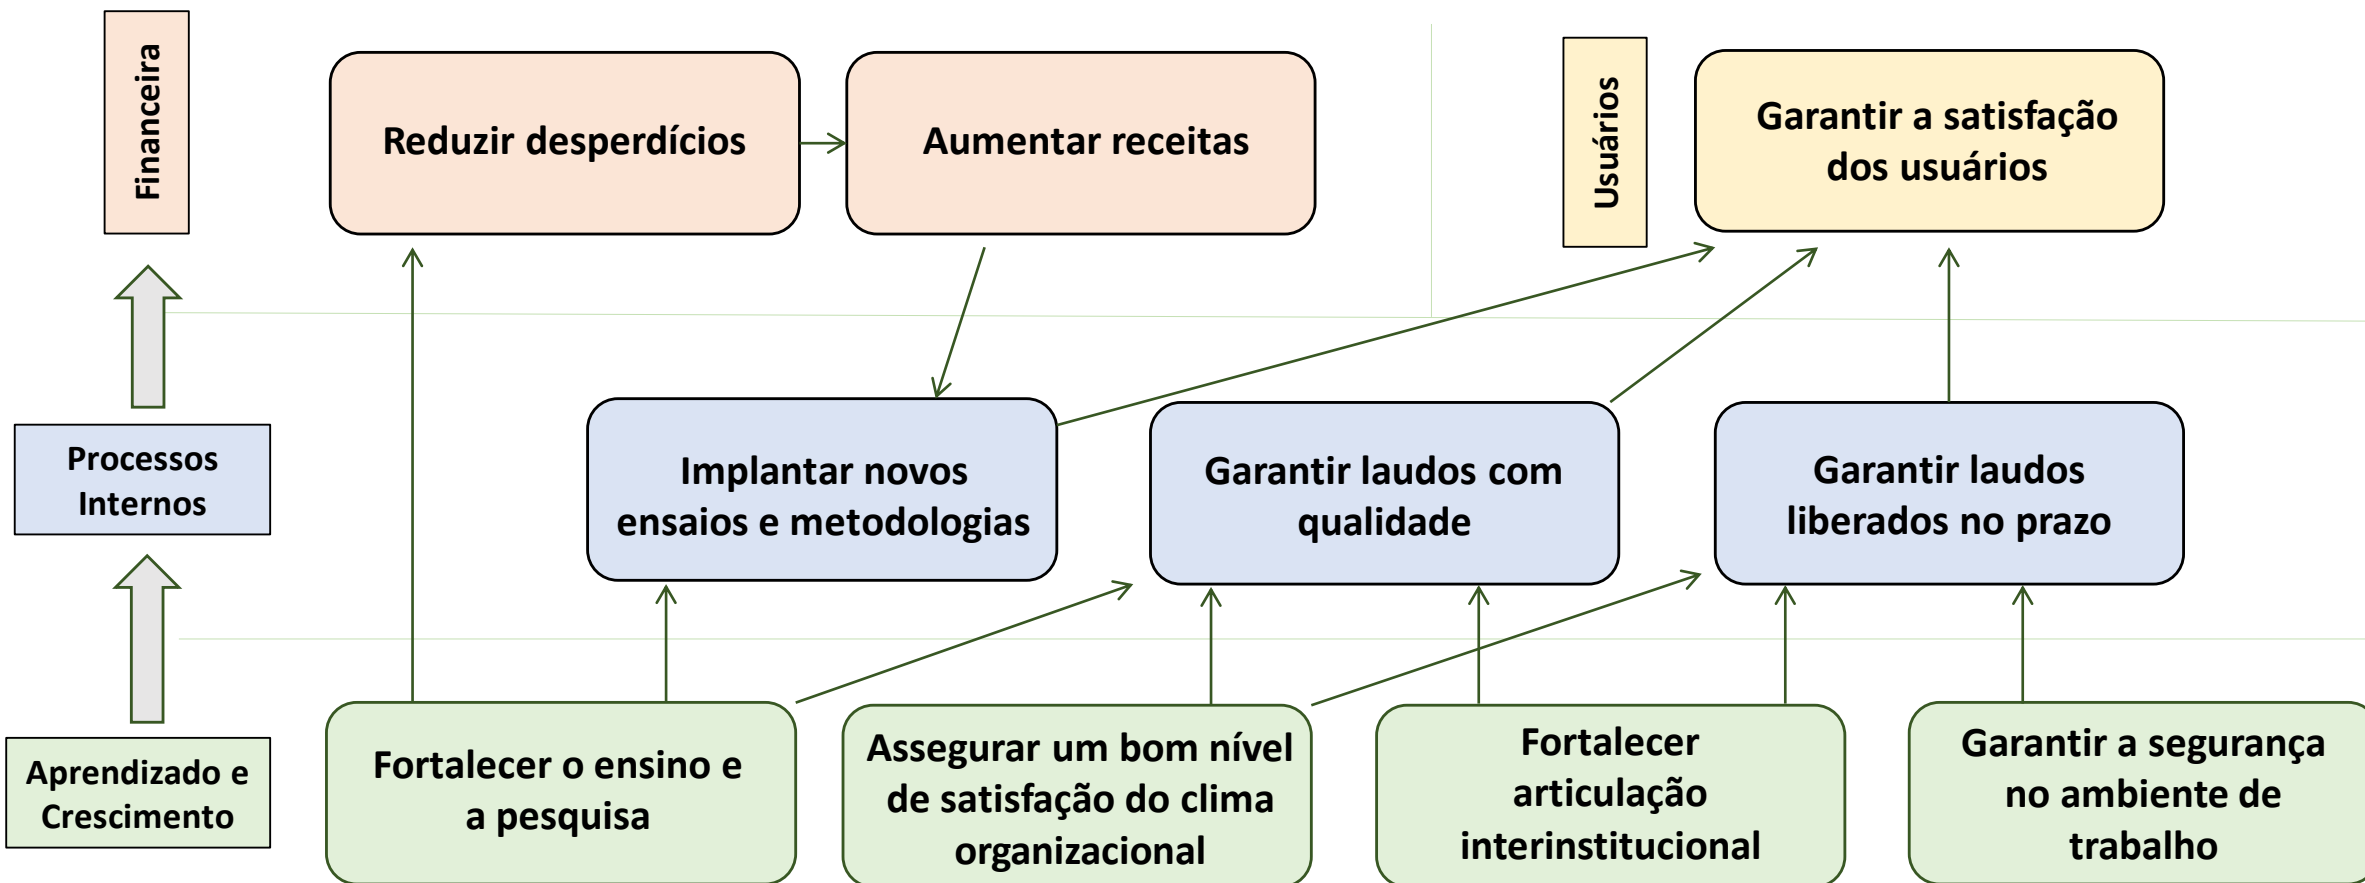 Financeira
Reduzir desperdícios
Aumentar receitas
Usuários
Garantir a satisfação
dos usuários
Processos
Internos
Implantar novos
ensaios e metodologias
Garantir laudos com
qualidade
Garantir laudos
liberados no prazo
Aprendizado e
Crescimento
Fortalecer o ensino e
a pesquisa
Assegurar um bom nível
de satisfação do clima
organizacional
Fortalecer
articulação
interinstitucional
Garantir a segurança
no ambiente de
trabalho